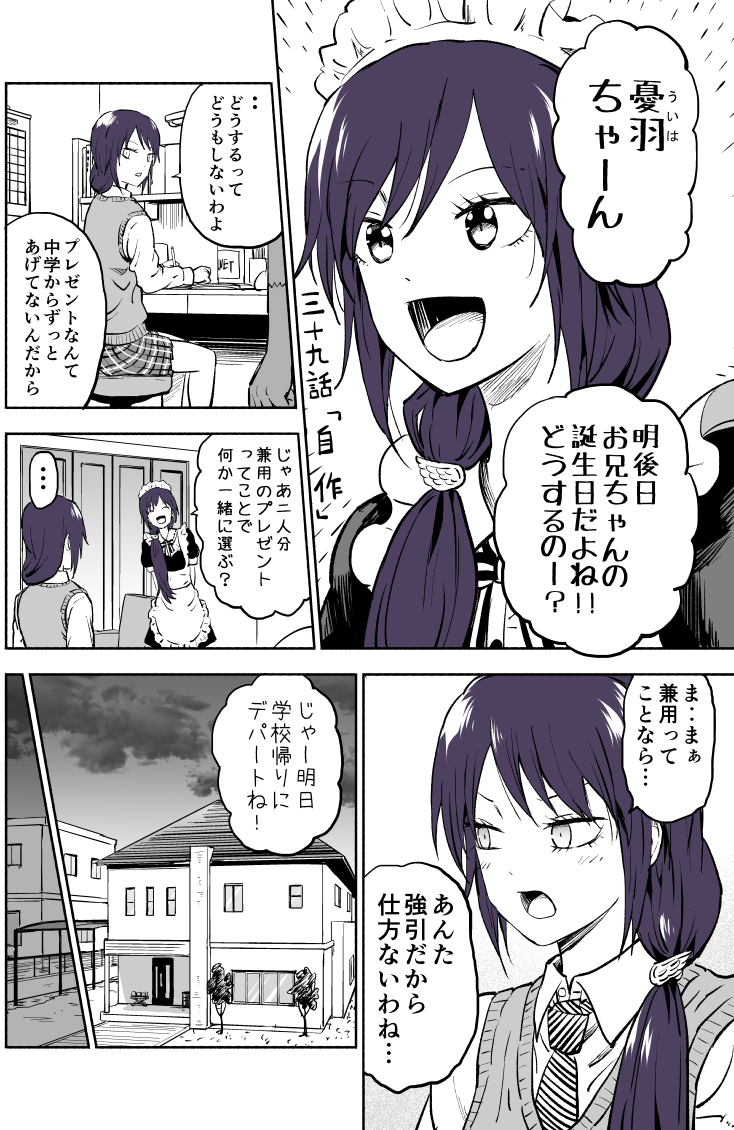 憂羽
うい は
ちゃーん
明後日
お兄ちゃんの
誕生日だよね!!
どうするのー?
三十九話「自作」
‥
どうするって
どうもしないわよ
プレゼントなんて
中学からずっと
あげてないんだから
NET
じゃあ二人分
兼用のプレゼント
ってことで
何か一緒に選ぶ?
…
ま‥まぁ
兼用って
ことなら…
あんた
強引だから
仕方ないわね…
じゃー明日
学校帰りに
デパートね!